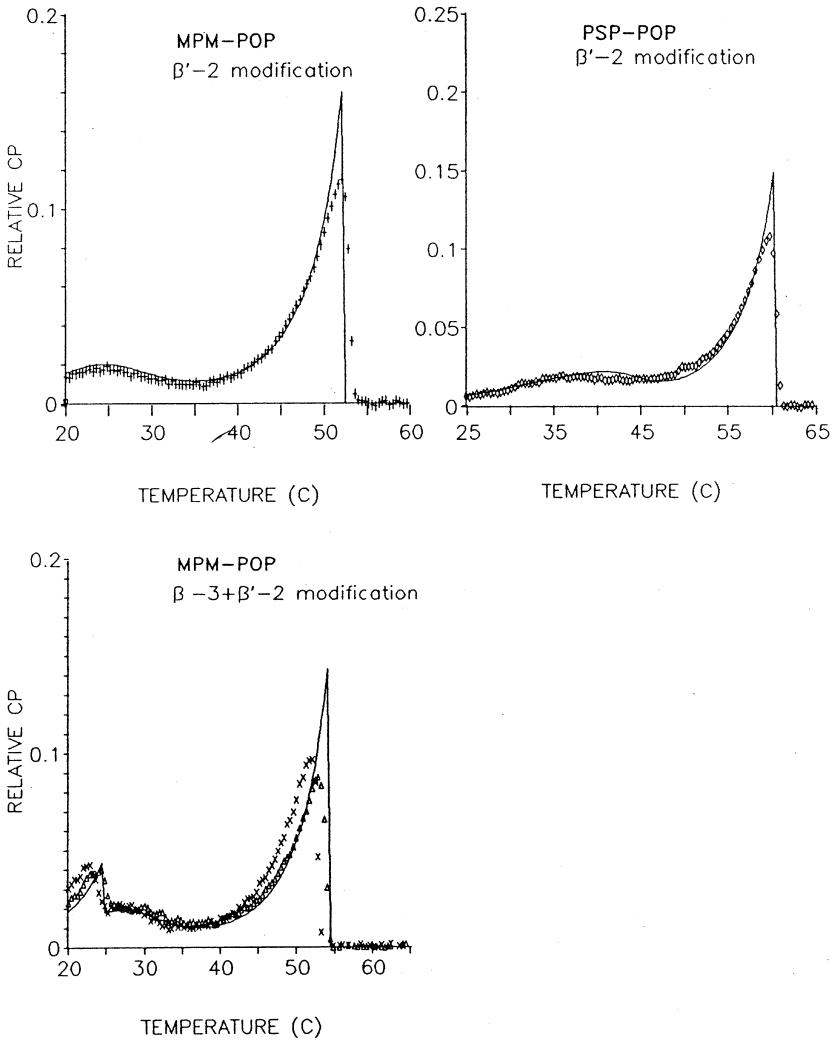 0.2
MPM-POP
β'-2 modification
RELATIVE CP
0.1
0
20 30 40 50 60
TEMPERATURE (C)
0.25
PSP-POP
β'-2 modification
0.2
0.15
0.1
0.05
0
25 35 45 55 65
TEMPERATURE (C)
0.2
MPM-POP
β -3+β'-2 modification
RELATIVE CP
0.1
0
20 30 40 50 60
TEMPERATURE (C)